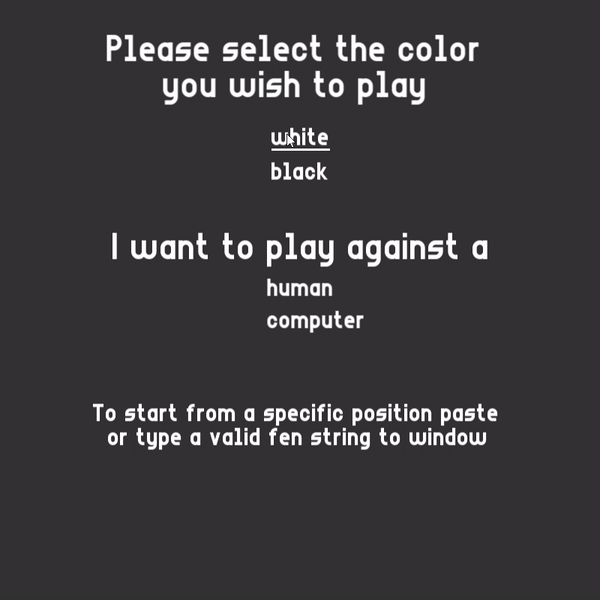 Please select the color
you wish to play
white
black
I want to play against a
human
computer
To start from a specific position paste
or type a valid fen string to window